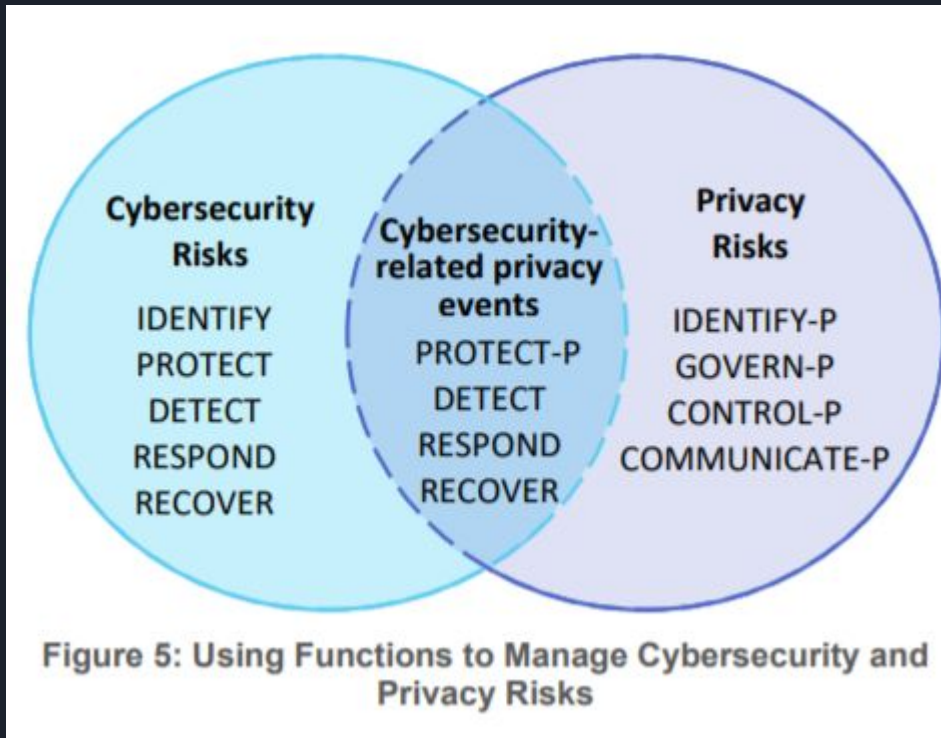 Cybersecurity
Risks
IDENTIFY
PROTECT
DETECT
RESPOND
RECOVER
Cybersecurity-
related privacy
events
PROTECT-P
DETECT
RESPOND
RECOVER
Privacy
Risks
IDENTIFY-P
GOVERN-P
CONTROL-P
COMMUNICATE-P
Figure 5: Using Functions to Manage Cybersecurity and
Privacy Risks